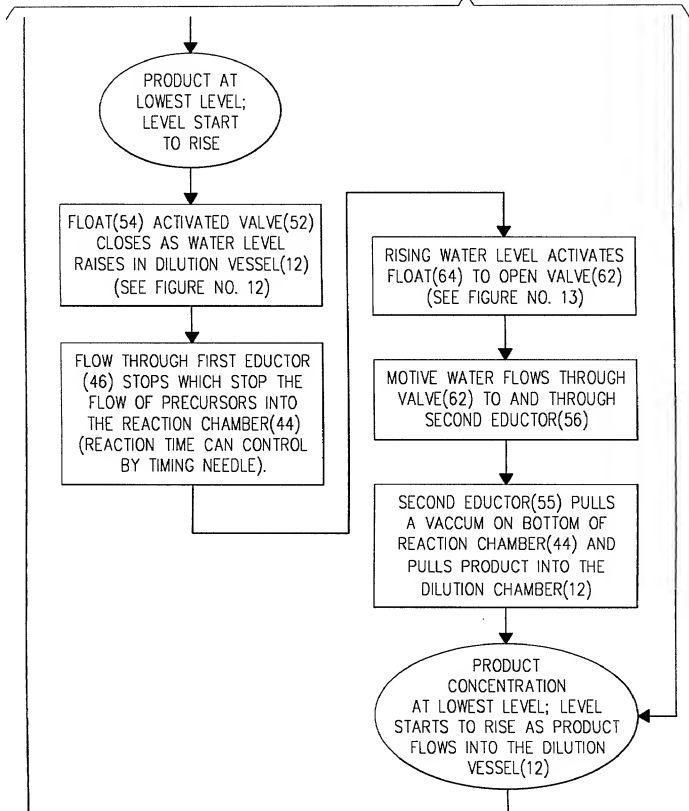 PRODUCT AT
LOWEST LEVEL;
LEVEL START
TO RISE
FLOAT(54) ACTIVATED VALVE(52)
CLOSES AS WATER LEVEL
RAISES IN DILUTION VESSEL(12)
(SEE FIGURE NO. 12)
FLOW THROUGH FIRST EDUCTOR
(46) STOPS WHICH STOP THE
FLOW OF PRECURSORS INTO
THE REACTION CHAMBER(44)
(REACTION TIME CAN CONTROL
BY TIMING NEEDLE).
RISING WATER LEVEL ACTIVATES
FLOAT(64) TO OPEN VALVE(62)
(SEE FIGURE NO. 13)
MOTIVE WATER FLOWS THROUGH
VALVE(62) TO AND THROUGH
SECOND EDUCTOR(56)
SECOND EDUCTOR(55) PULLS
A VACCUM ON BOTTOM OF
REACTION CHAMBER(44) AND
PULLS PRODUCT INTO THE
DILUTION CHAMBER(12)
PRODUCT
CONCENTRATION
AT LOWEST LEVEL; LEVEL
STARTS TO RISE AS PRODUCT
FLOWS INTO THE DILUTION
VESSEL(12)